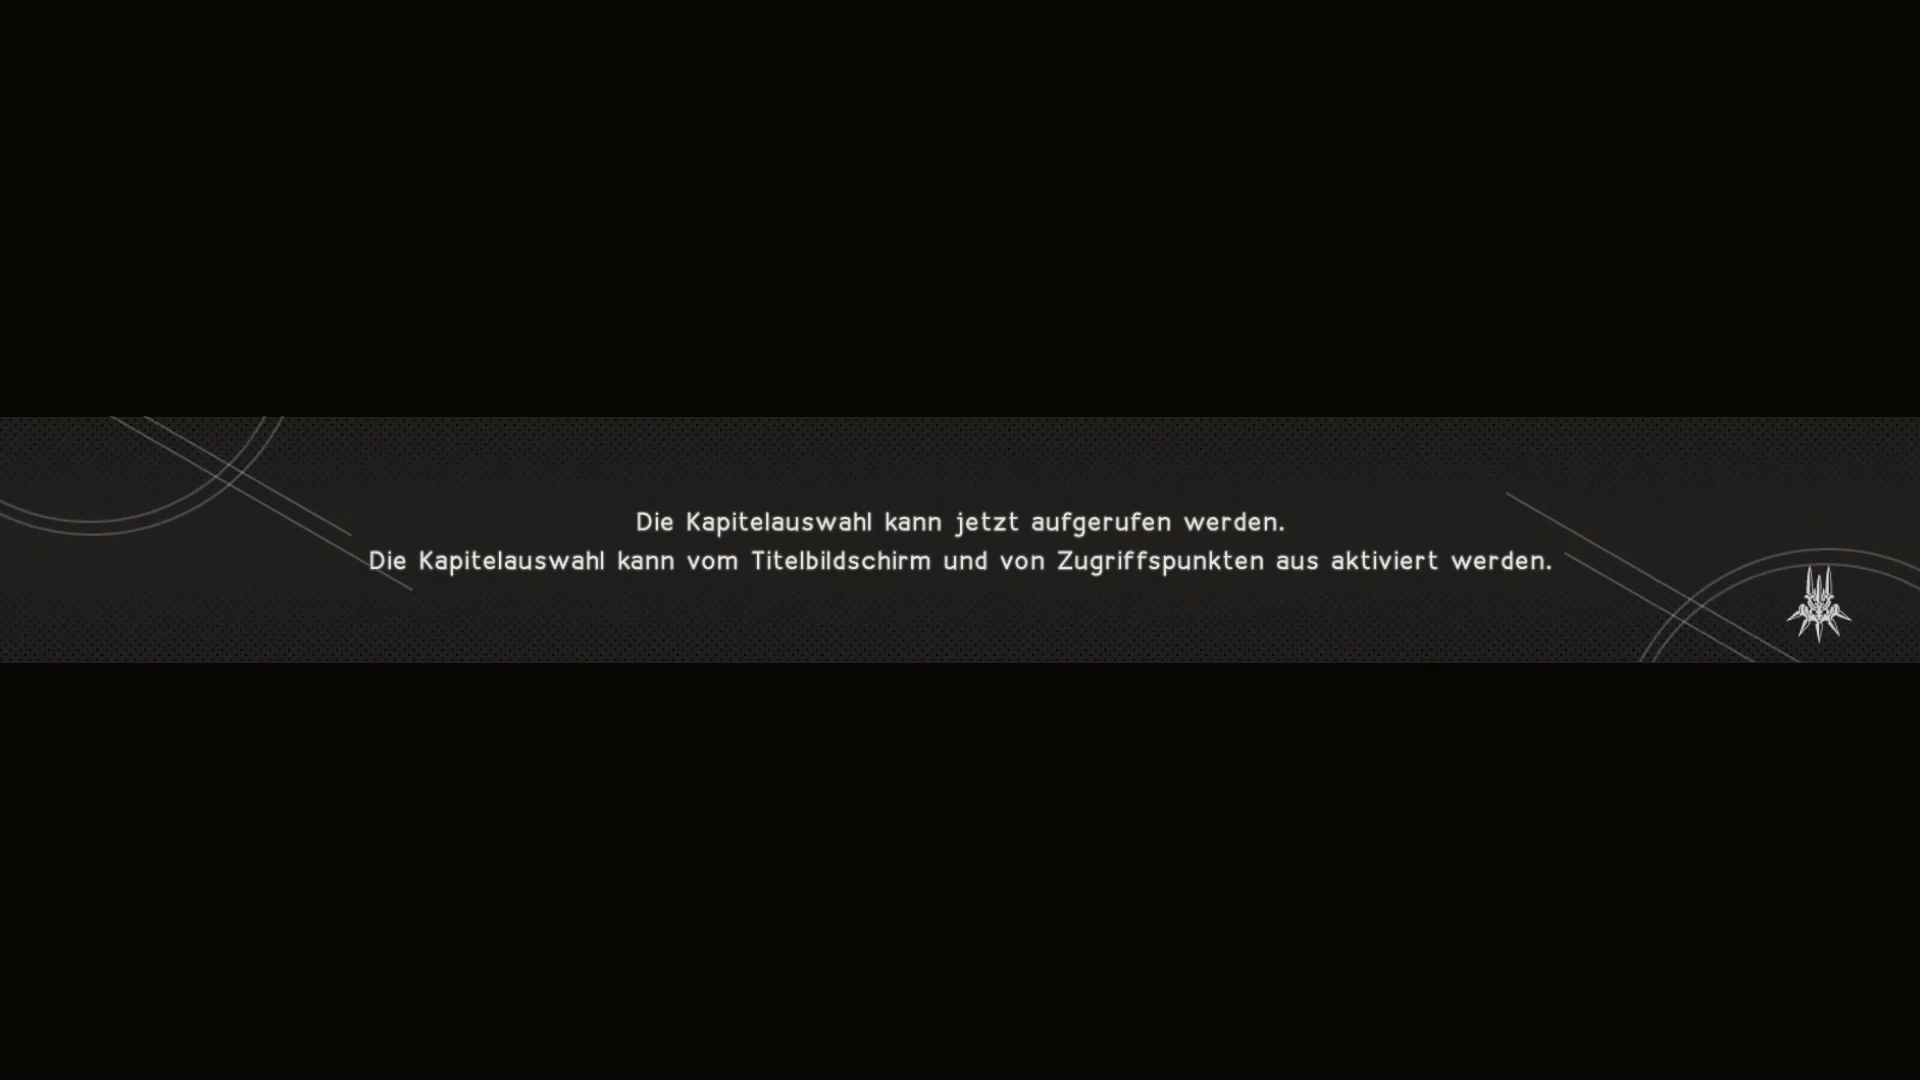 Die Kapitelauswahl kann jetzt aufgerufen werden.
Die Kapitelauswahl kann vom Titelbildschirm und von Zugriffspunkten aus aktiviert werden.